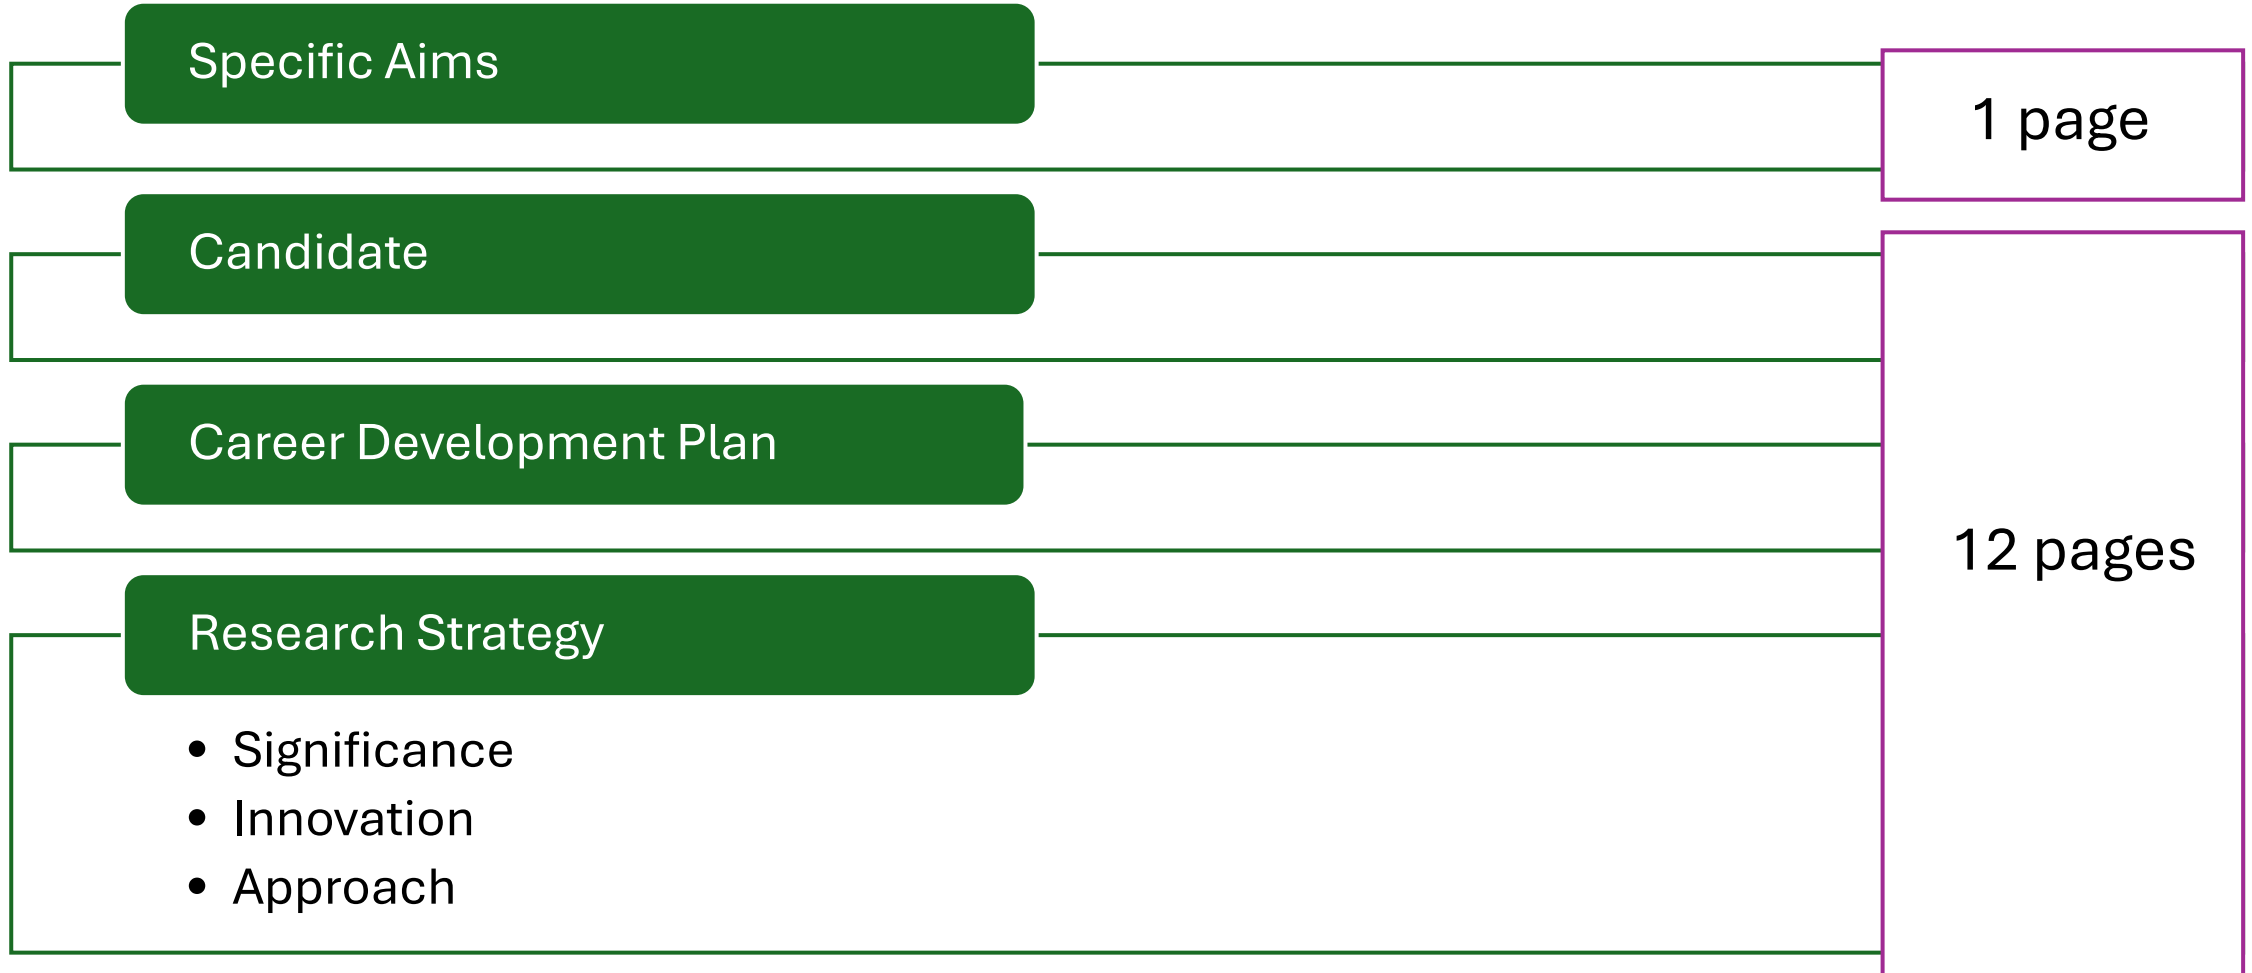 Specific Aims
1 page
Candidate
Career Development Plan
12 pages
Research Strategy
• Significance
• Innovation
• Approach